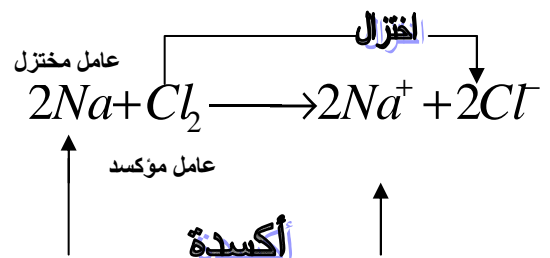 اختزال
عامل مختزل
2Na + Cl₂ ⟶ 2Na⁺ + 2Cl⁻
عامل مؤكسد
أكسدة